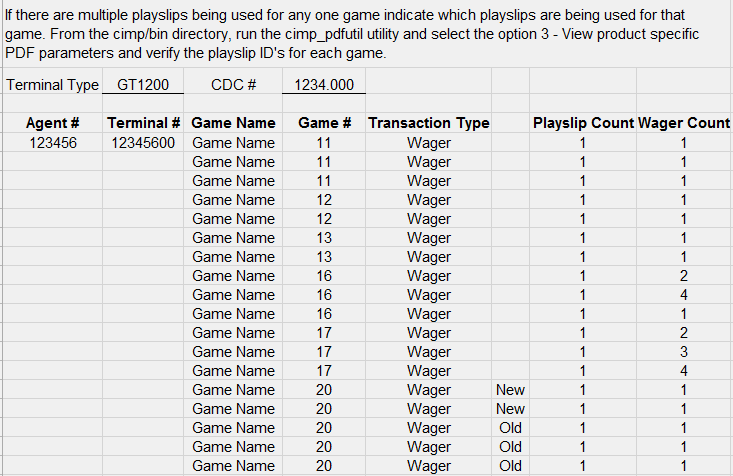 If there are multiple playslips being used for any one game indicate which playslips are being used for that
game. From the cimp/bin directory, run the cimp_pdfutil utility and select the option 3 - View product specific
PDF parameters and verify the playslip ID's for each game.
Terminal Type GT1200 CDC # 1234.000
Agent # Terminal # Game Name Game # Transaction Type Playslip Count Wager Count
123456 12345600 Game Name 11 Wager 1 1
Game Name 11 Wager 1 1
Game Name 11 Wager 1 1
Game Name 12 Wager 1 1
Game Name 12 Wager 1 1
Game Name 13 Wager 1 1
Game Name 13 Wager 1 1
Game Name 16 Wager 1 2
Game Name 16 Wager 1 4
Game Name 16 Wager 1 1
Game Name 17 Wager 1 2
Game Name 17 Wager 1 3
Game Name 17 Wager 1 4
Game Name 20 Wager New 1 1
Game Name 20 Wager New 1 1
Game Name 20 Wager Old 1 1
Game Name 20 Wager Old 1 1
Game Name 20 Wager Old 1 1